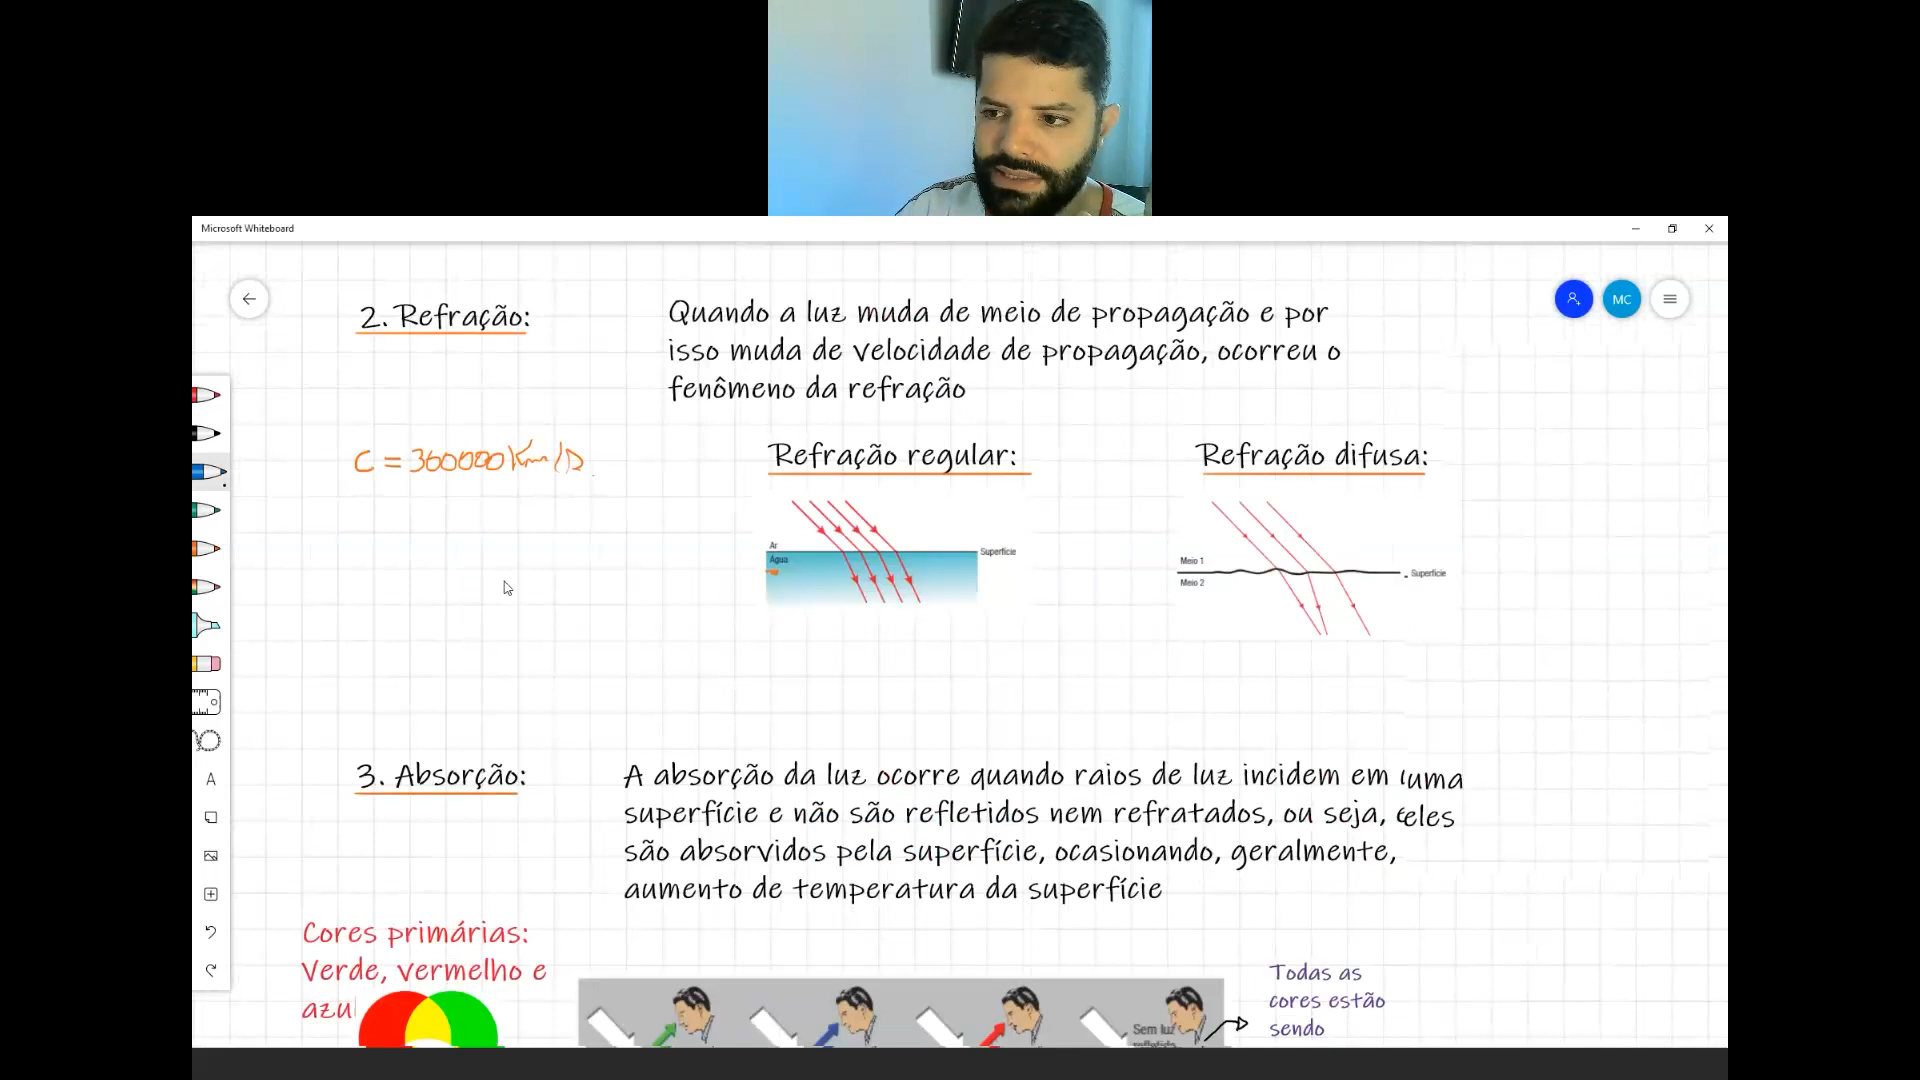 Microsoft Whiteboard
MC
2. Refração:
Quando a luz muda de meio de propagação e por
isso muda de velocidade de propagação, ocorreu o
fenômeno da refração
C = 300000 Km/s
Refração regular:
Refração difusa:
Ar
Água
Superfície
Meio 1
Meio 2
Superfície
3. Absorção:
A absorção da luz ocorre quando raios de luz incidem em uma
superfície e não são refletidos nem refratados, ou seja, eles
são absorvidos pela superfície, ocasionando, geralmente,
aumento de temperatura da superfície
Cores primárias:
Verde, vermelho e
azul
Sem luz
Todas as
cores estão
sendo
A